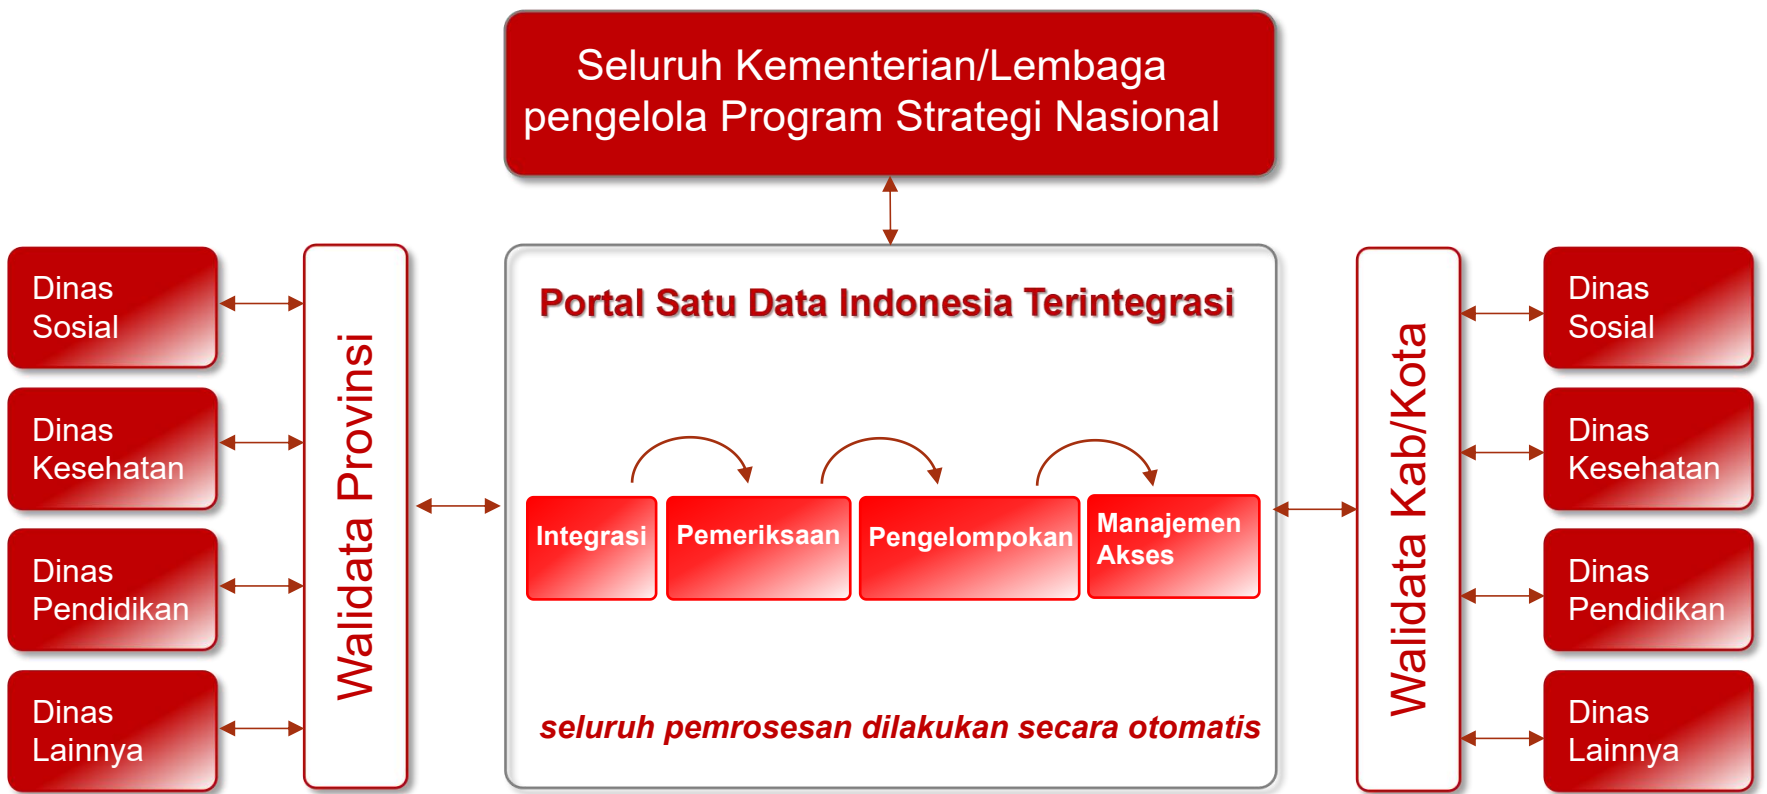 Seluruh Kementerian/Lembaga
pengelola Program Strategi Nasional
Dinas
Sosial
Dinas
Kesehatan
Dinas
Pendidikan
Dinas
Lainnya
Walidata Provinsi
Portal Satu Data Indonesia Terintegrasi
Integrasi
Pemeriksaan
Pengelompokan
Manajemen
Akses
seluruh pemrosesan dilakukan secara otomatis
Walidata Kab/Kota
Dinas
Sosial
Dinas
Kesehatan
Dinas
Pendidikan
Dinas
Lainnya